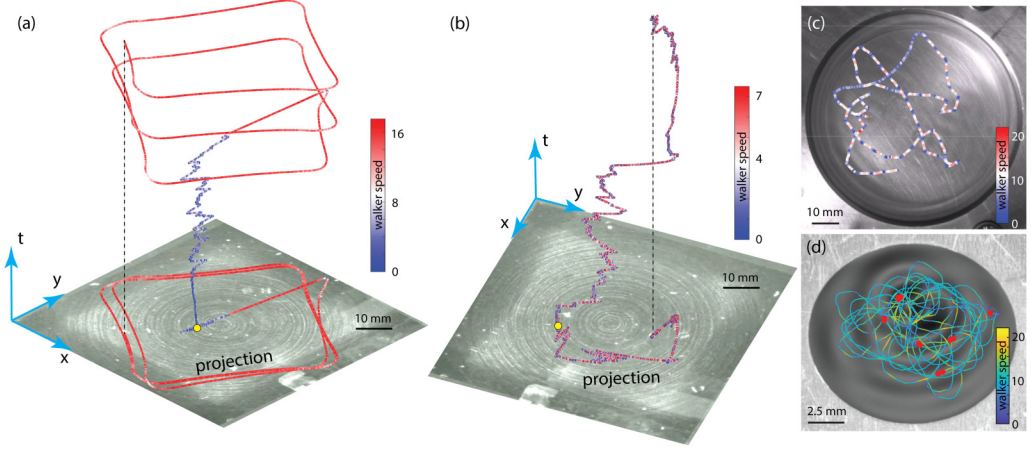 (a)
16
8
0
walker speed
t
y
x
10 mm
projection
(b)
7
4
0
walker speed
t
y
x
10 mm
projection
(c)
20
10
0
walker speed
10 mm
(d)
20
10
0
walker speed
2.5 mm